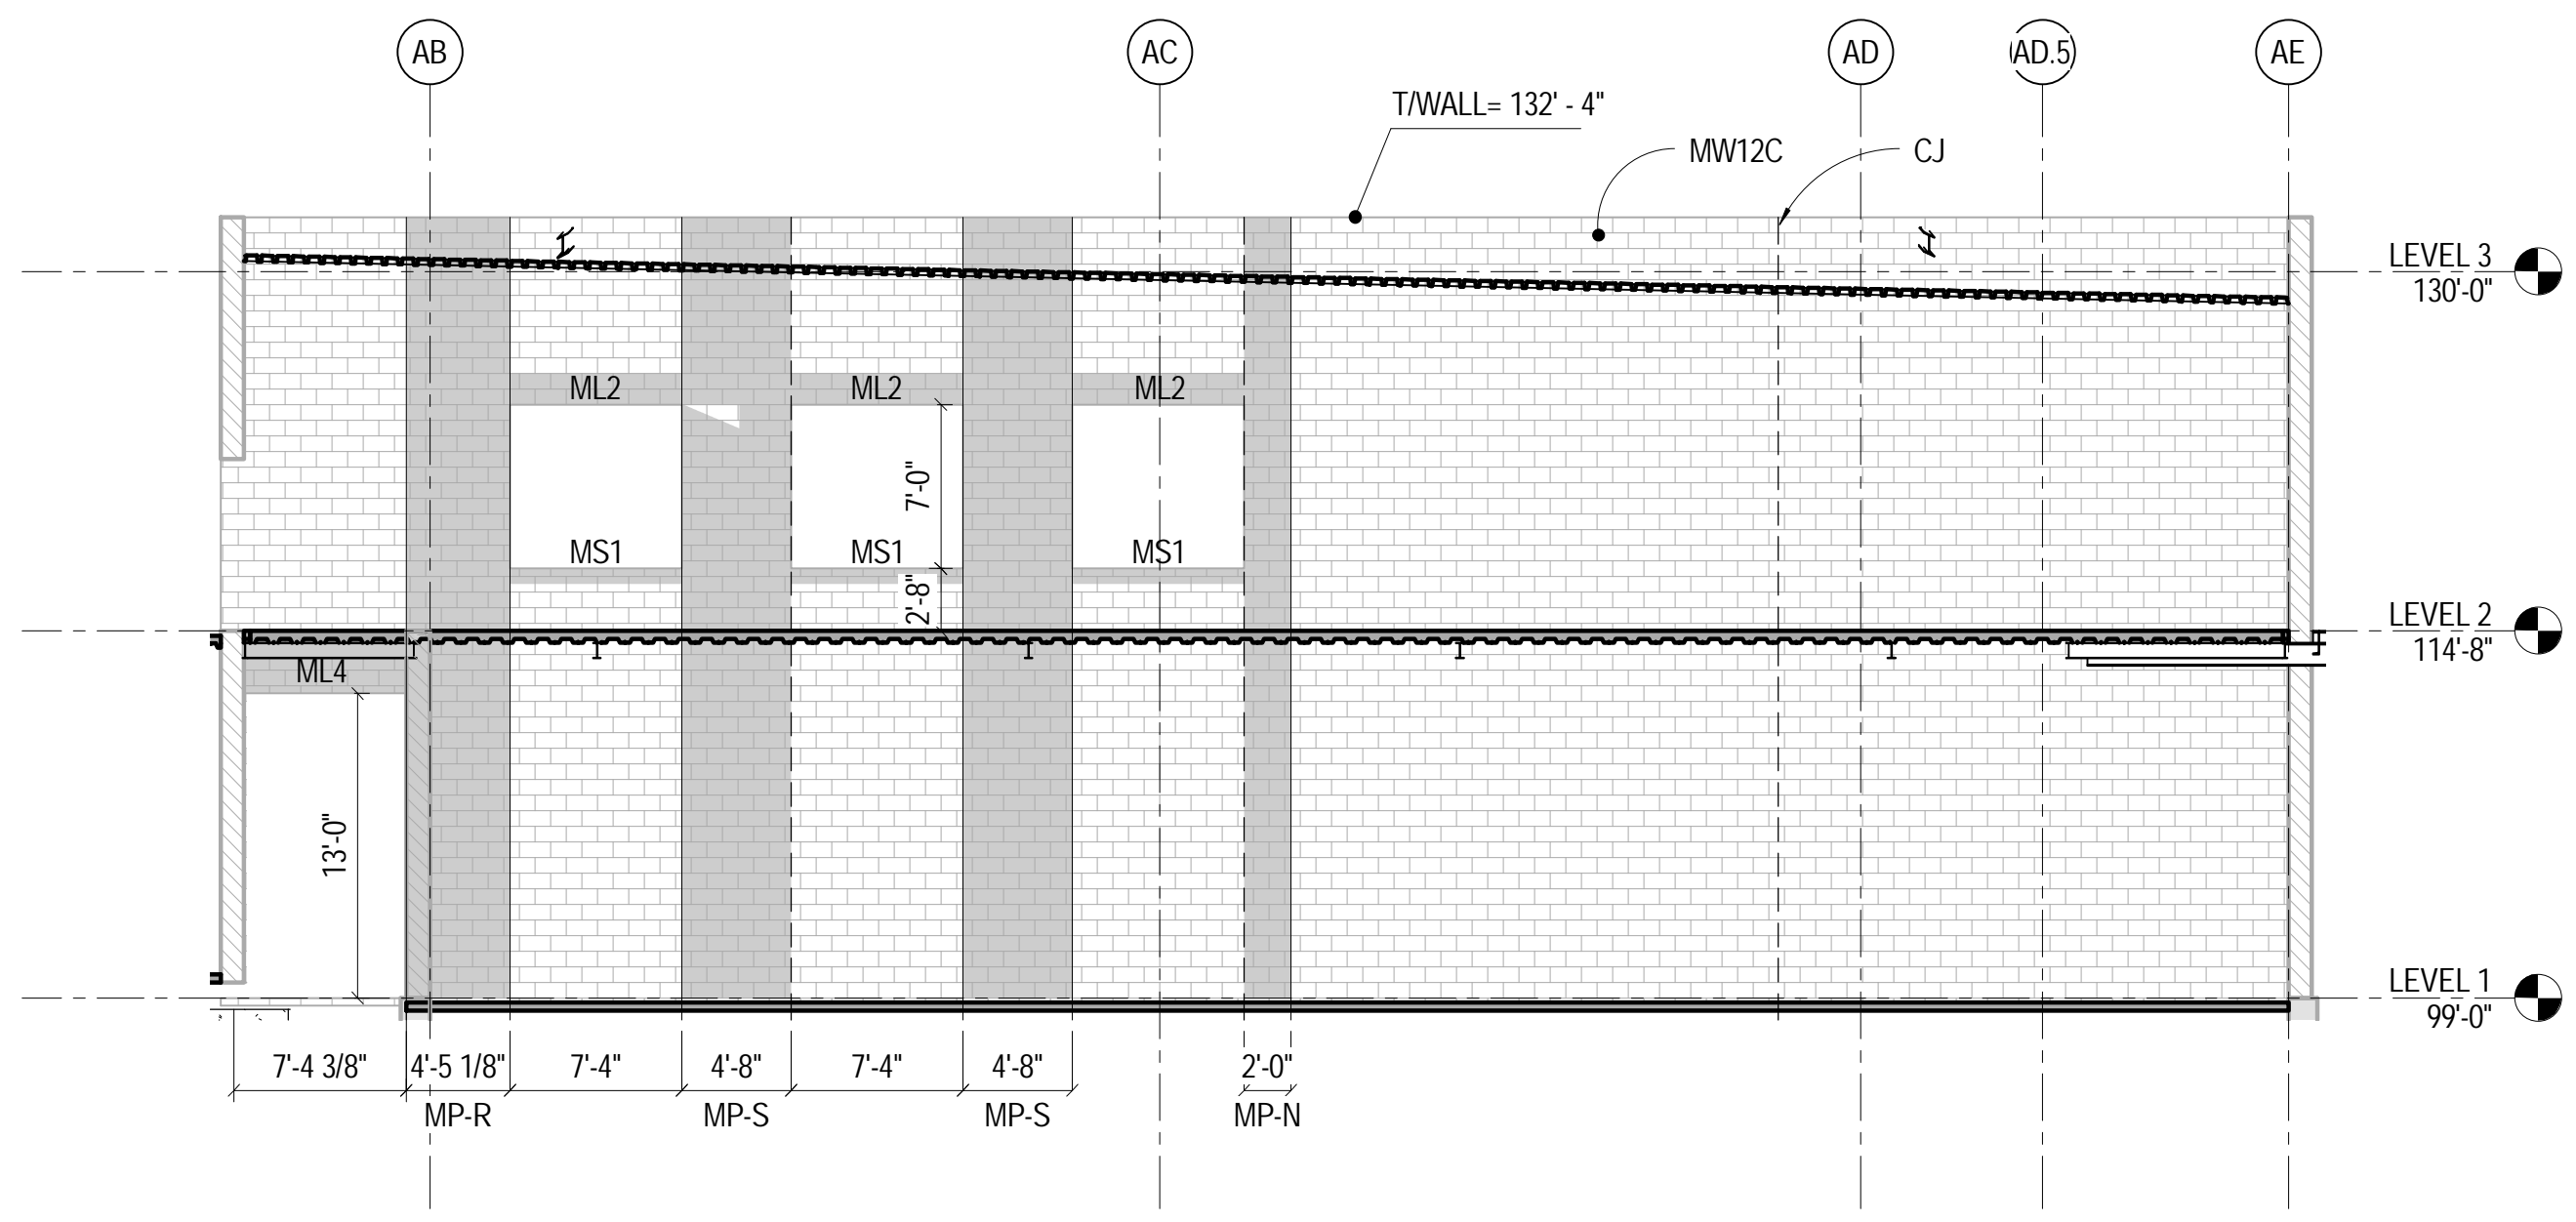 AB
AC
AD
AD.5
AE
T/WALL= 132' - 4"
MW12C
CJ
LEVEL 3
130'-0"
ML2
ML2
ML2
7'-0"
MS1
MS1
MS1
2'-8"
LEVEL 2
114'-8"
ML4
13'-0"
LEVEL 1
99'-0"
7'-4 3/8"
4'-5 1/8"
7'-4"
4'-8"
7'-4"
4'-8"
2'-0"
MP-R
MP-S
MP-S
MP-N